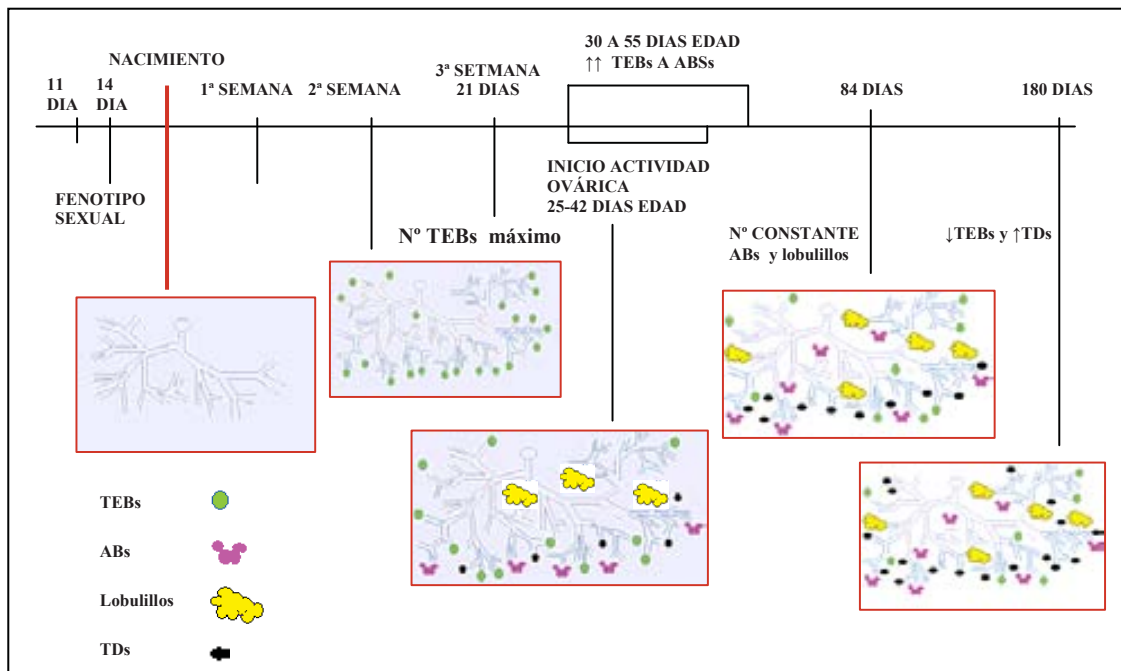 NACIMIENTO
11
DIA
14
DIA
1ª SEMANA
2ª SEMANA
3ª SETMANA
21 DIAS
30 A 55 DIAS EDAD
↑↑ TEBs A ABSs
84 DIAS
180 DIAS
FENOTIPO
SEXUAL
INICIO ACTIVIDAD
OVÁRICA
25-42 DIAS EDAD
Nº TEBs máximo
Nº CONSTANTE
ABs y lobulillos
↓TEBs y ↑TDs
TEBs
ABs
Lobulillos
TDs